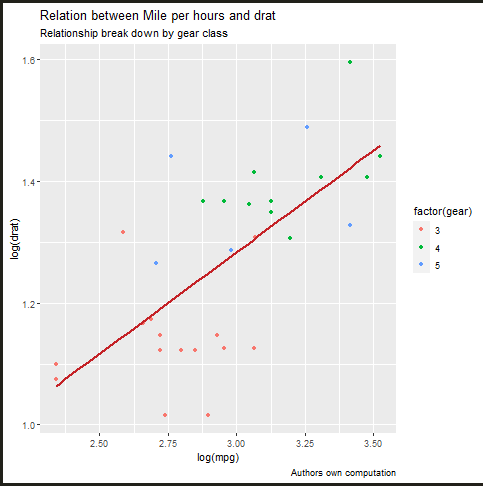 Relation between Mile per hours and drat
Relationship break down by gear class
1.6
1.4
1.2
1.0
log(drat)
2.50 2.75 3.00 3.25 3.50
log(mpg)
factor(gear)
3
4
5
Authors own computation